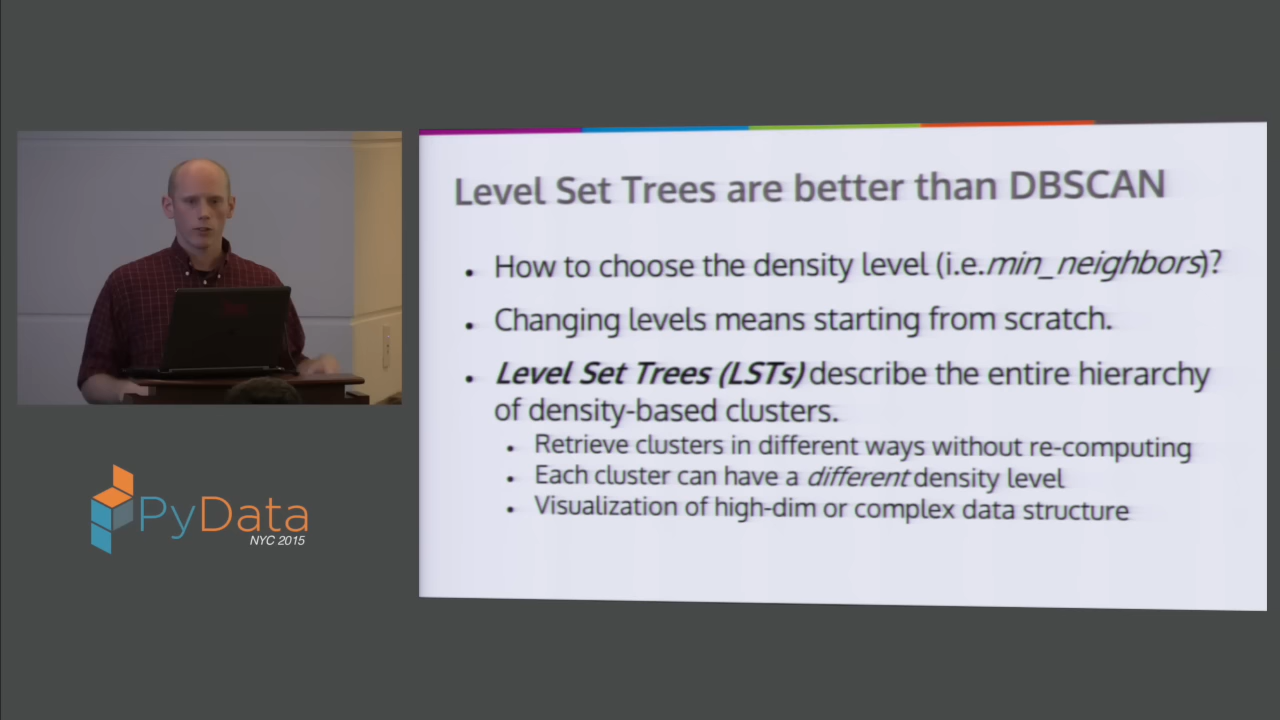 Level Set Trees are better than DBSCAN
• How to choose the density level (i.e. min_neighbors)?
• Changing levels means starting from scratch.
• Level Set Trees (LSTs) describe the entire hierarchy
of density-based clusters.
• Retrieve clusters in different ways without re-computing
• Each cluster can have a different density level
• Visualization of high-dim or complex data structure
PyData
NYC 2015